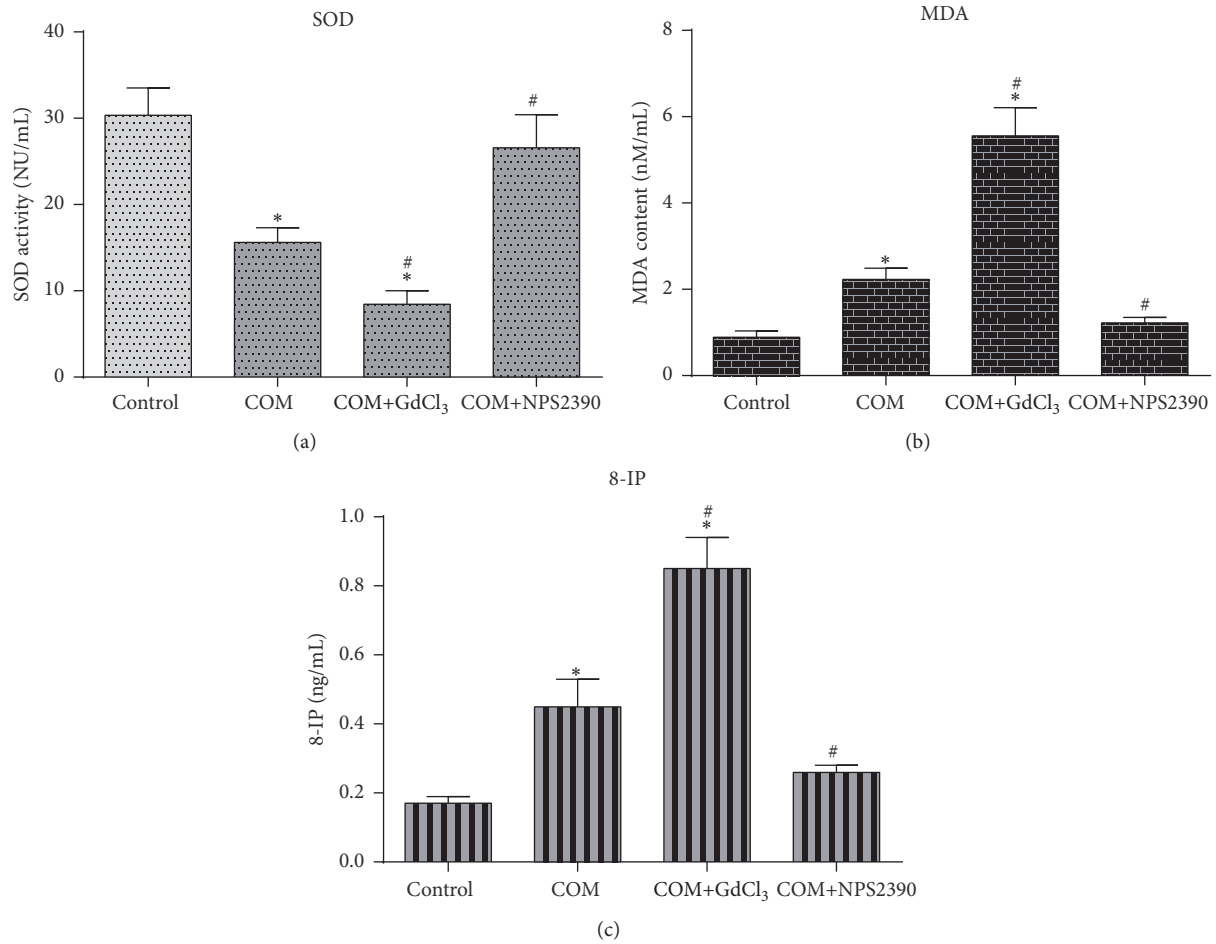 SOD
SOD activity (NU/mL)
40
30
20
10
0
*
#
*
#
Control
COM
COM+GdCl₃
COM+NPS2390
(a)
MDA
MDA content (nM/mL)
8
6
4
2
0
*
#
*
#
Control
COM
COM+GdCl₃
COM+NPS2390
(b)
8-IP
8-IP (ng/mL)
1.0
0.8
0.6
0.4
0.2
0.0
*
#
*
#
Control
COM
COM+GdCl₃
COM+NPS2390
(c)